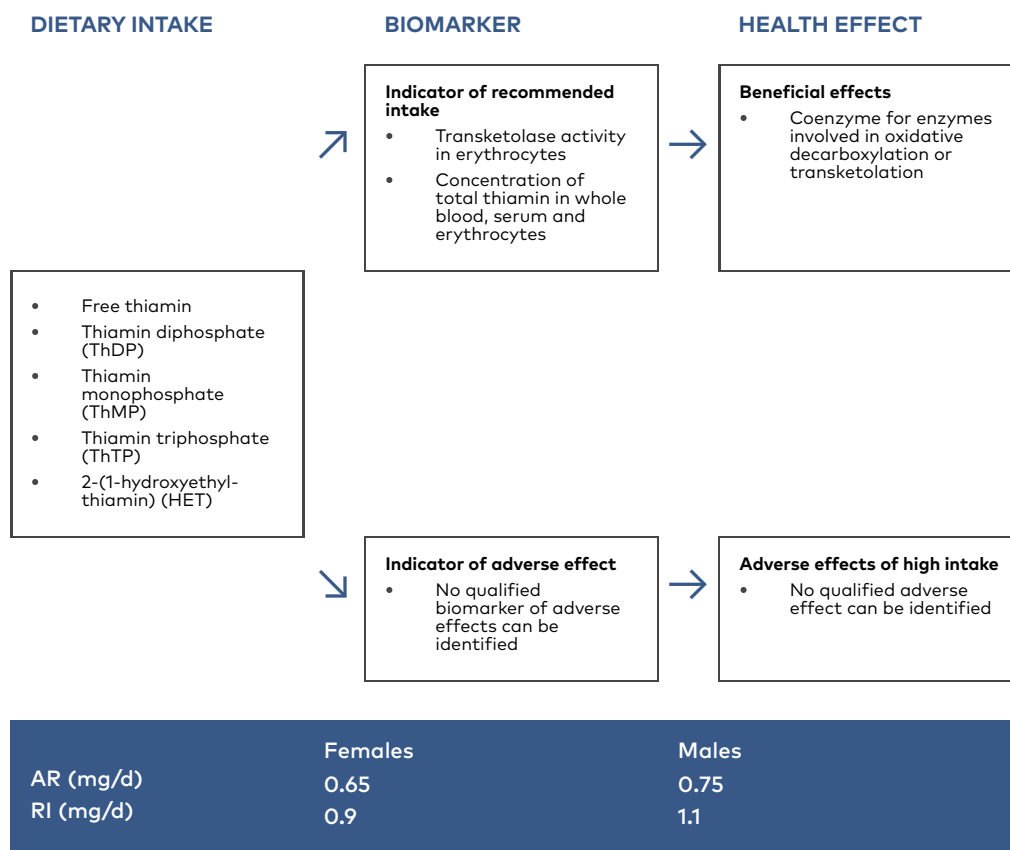 DIETARY INTAKE
BIOMARKER
HEALTH EFFECT
Indicator of recommended
intake
• Transketolase activity
in erythrocytes
• Concentration of
total thiamin in whole
blood, serum and
erythrocytes
Beneficial effects
• Coenzyme for enzymes
involved in oxidative
decarboxylation or
transketolation
• Free thiamin
• Thiamin diphosphate
(ThDP)
• Thiamin
monophosphate
(ThMP)
• Thiamin triphosphate
(ThTP)
• 2-(1-hydroxyethyl-
thiamin) (HET)
Indicator of adverse effect
• No qualified
biomarker of adverse
effects can be
identified
Adverse effects of high intake
• No qualified adverse
effect can be identified
Females Males
AR (mg/d) 0.65 0.75
RI (mg/d) 0.9 1.1